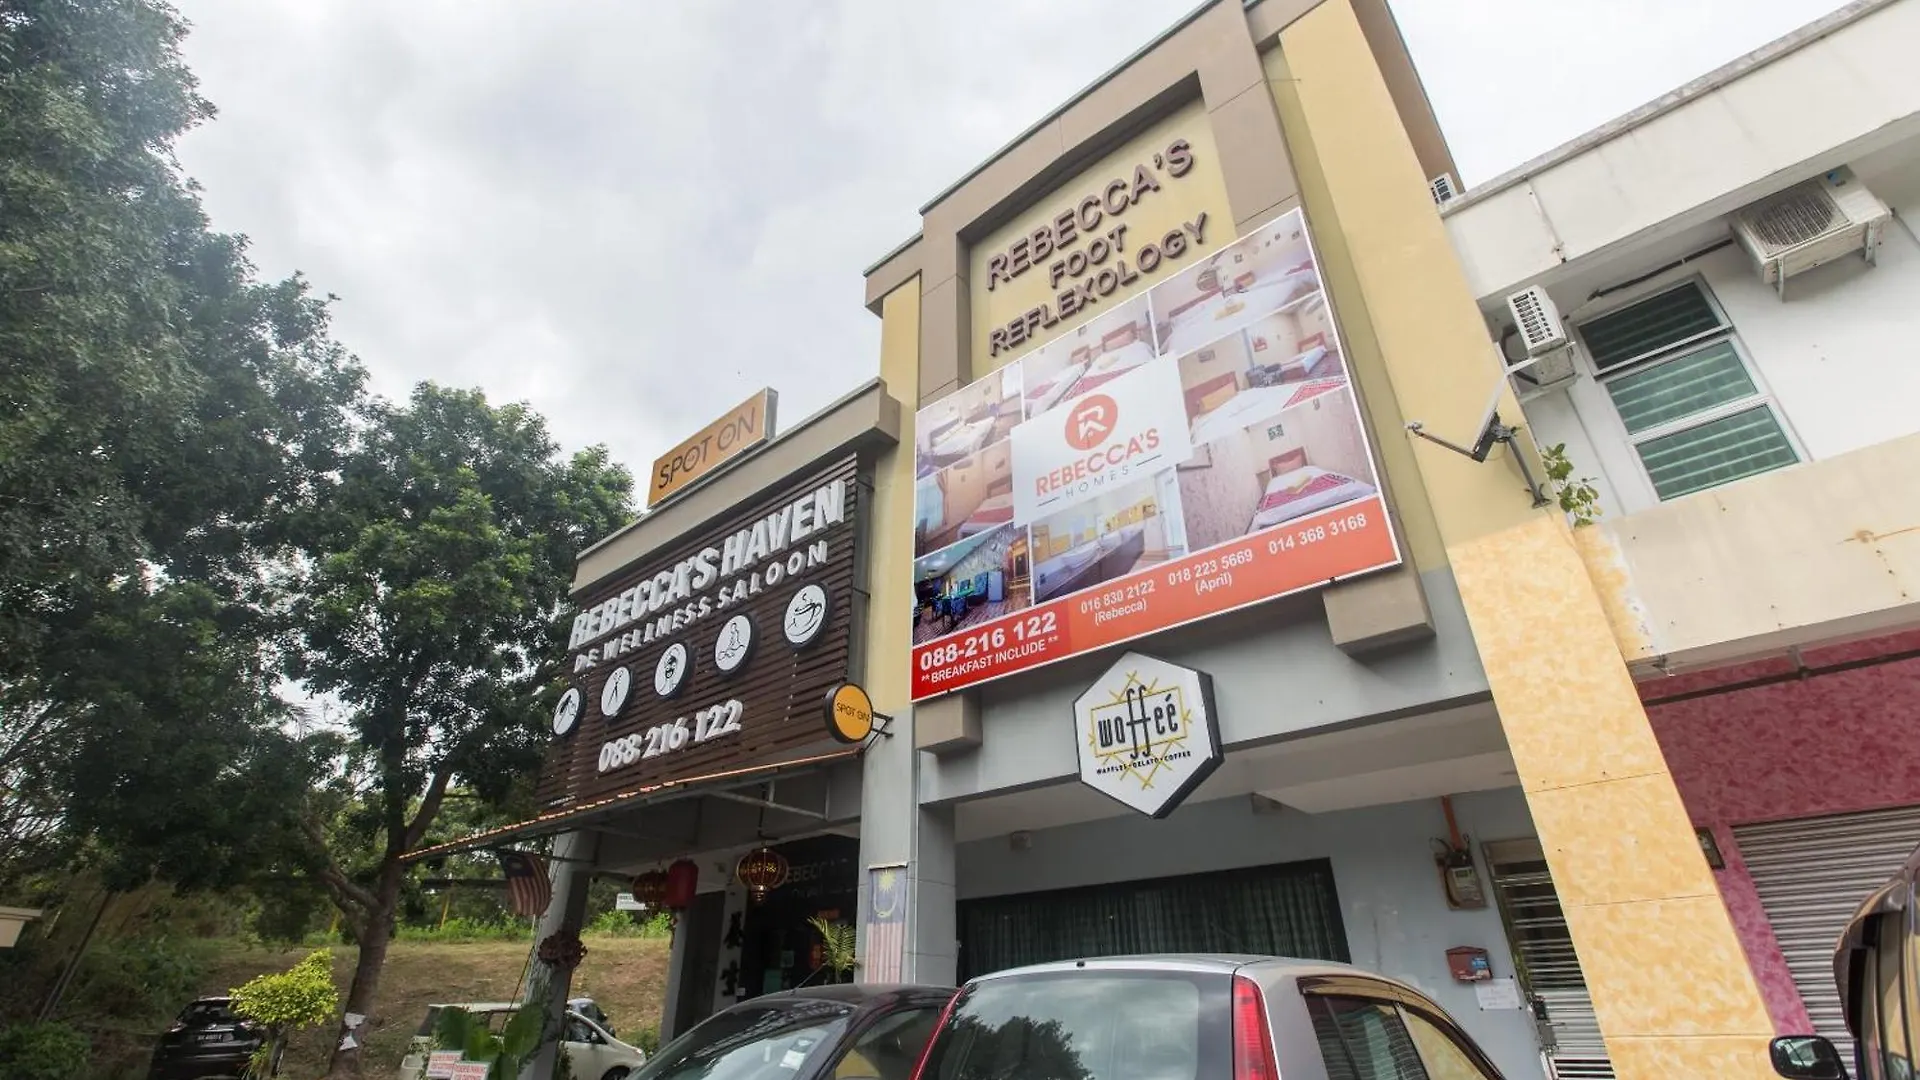 SPOT ON
REBECCA'S HAVEN
DE WELLNESS SALOON
088-216 122
SPOT ON
REBECCA'S
FOOT
REFLEXOLOGY
R
REBECCA'S
HOMES
088-216 122
**BREAKFAST INCLUDE**
016 830 2122
(Rebecca)
018 223 5669
(April)
014 368 3168
woffeé
WAFFLES•GELATO•COFFEE